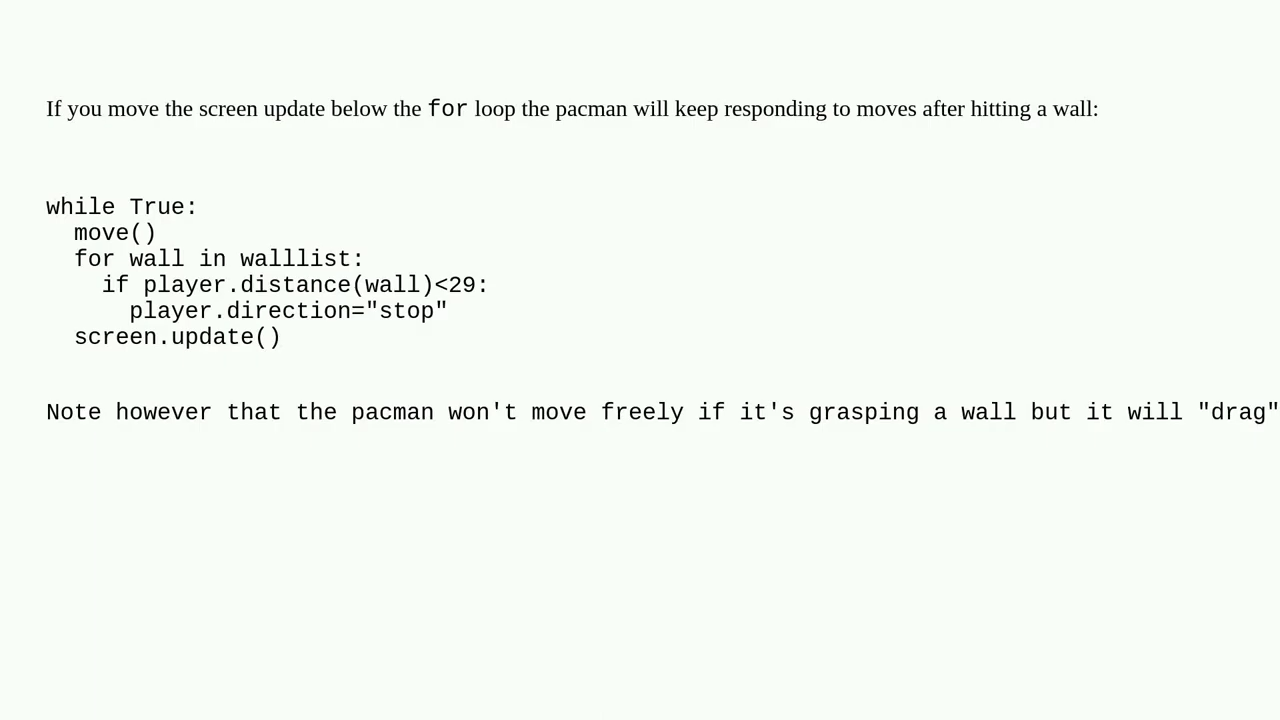 If you move the screen update below the for loop the pacman will keep responding to moves after hitting a wall:
while True:
  move()
  for wall in walllist:
    if player.distance(wall)<29:
      player.direction="stop"
  screen.update()
Note however that the pacman won't move freely if it's grasping a wall but it will "drag"